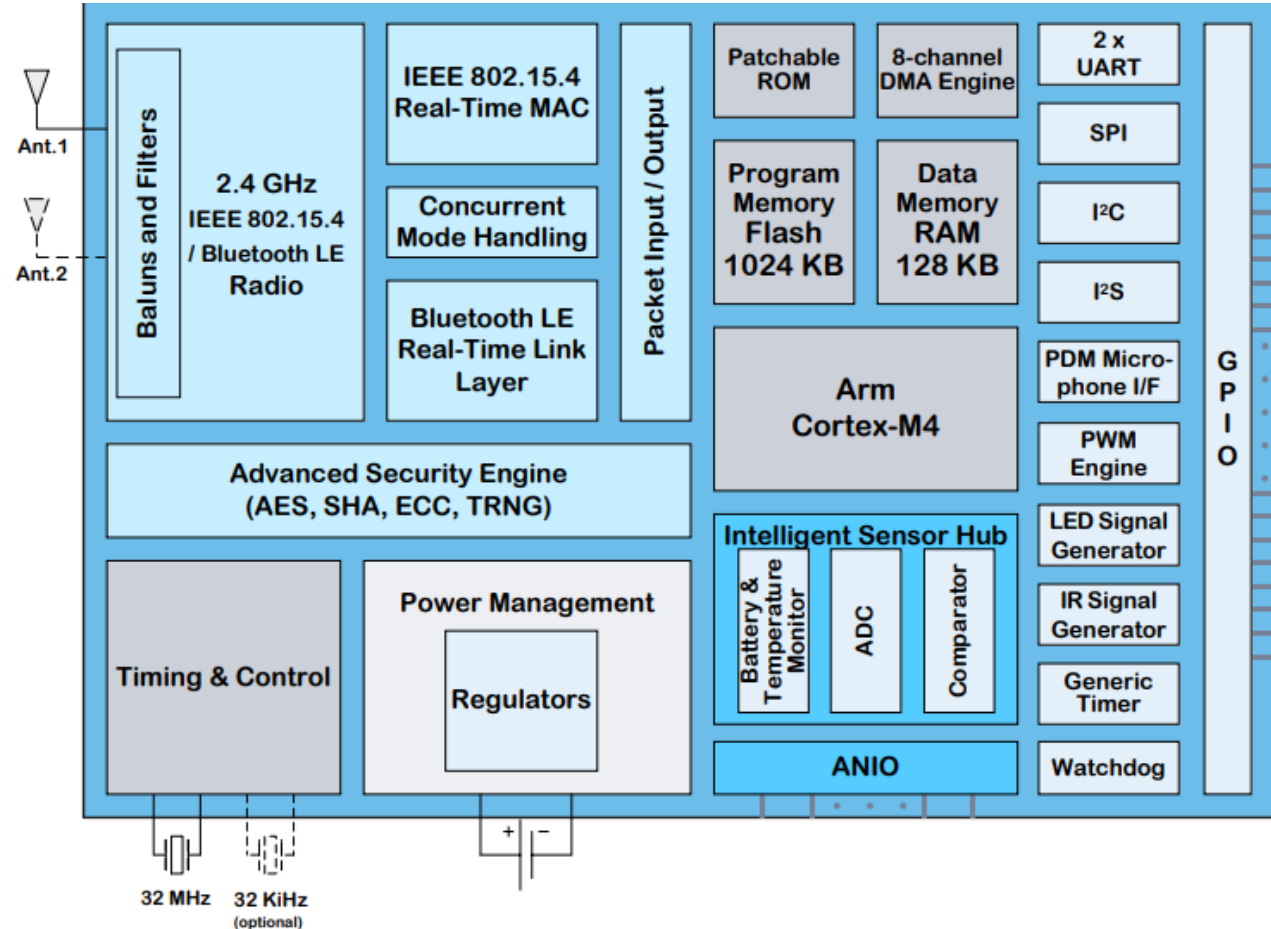 Ant.1
Ant.2
Baluns and Filters
2.4 GHz
IEEE 802.15.4
/ Bluetooth LE
Radio
IEEE 802.15.4
Real-Time MAC
Concurrent
Mode Handling
Bluetooth LE
Real-Time Link
Layer
Packet Input / Output
Advanced Security Engine
(AES, SHA, ECC, TRNG)
Timing & Control
Power Management
Regulators
32 MHz
32 KiHz
(optional)
+
−
Patchable
ROM
8-channel
DMA Engine
Program
Memory
Flash
1024 KB
Data
Memory
RAM
128 KB
Arm
Cortex-M4
Intelligent Sensor Hub
Battery &
Temperature
Monitor
ADC
Comparator
ANIO
2 x
UART
SPI
I²C
I²S
PDM Micro-
phone I/F
PWM
Engine
LED Signal
Generator
IR Signal
Generator
Generic
Timer
Watchdog
G
P
I
O